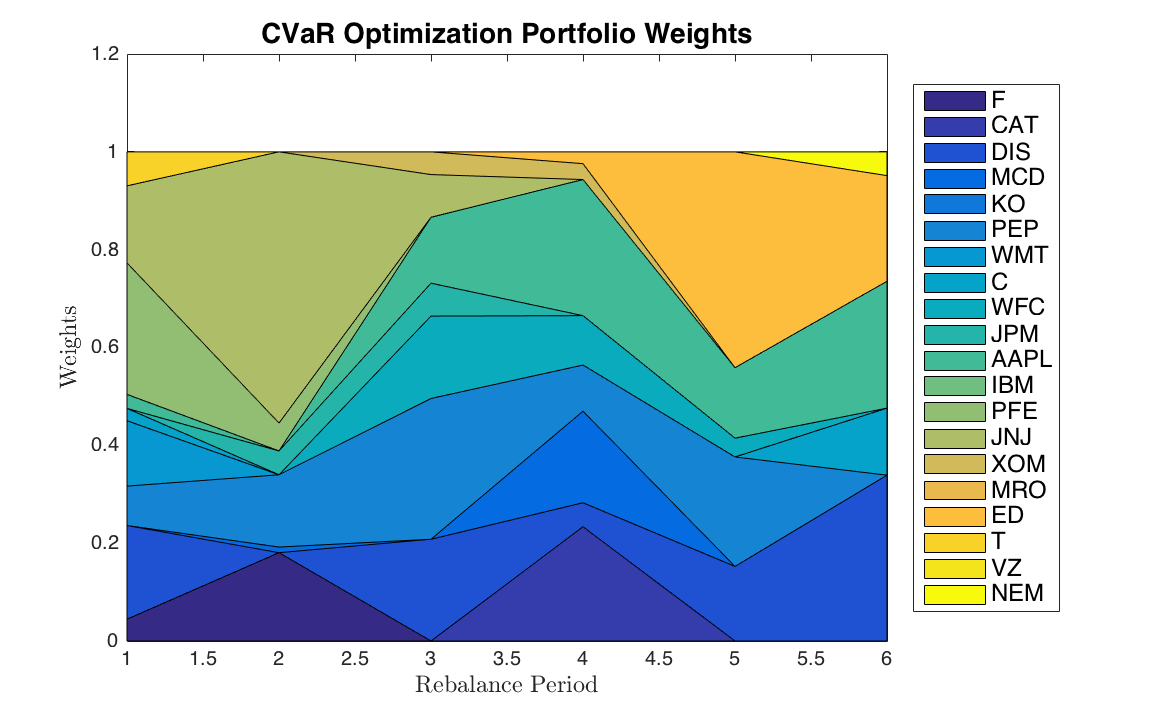 CVaR Optimization Portfolio Weights
1.2
1
0.8
0.6
0.4
0.2
0
Weights
1 1.5 2 2.5 3 3.5 4 4.5 5 5.5 6
Rebalance Period
F
CAT
DIS
MCD
KO
PEP
WMT
C
WFC
JPM
AAPL
IBM
PFE
JNJ
XOM
MRO
ED
T
VZ
NEM